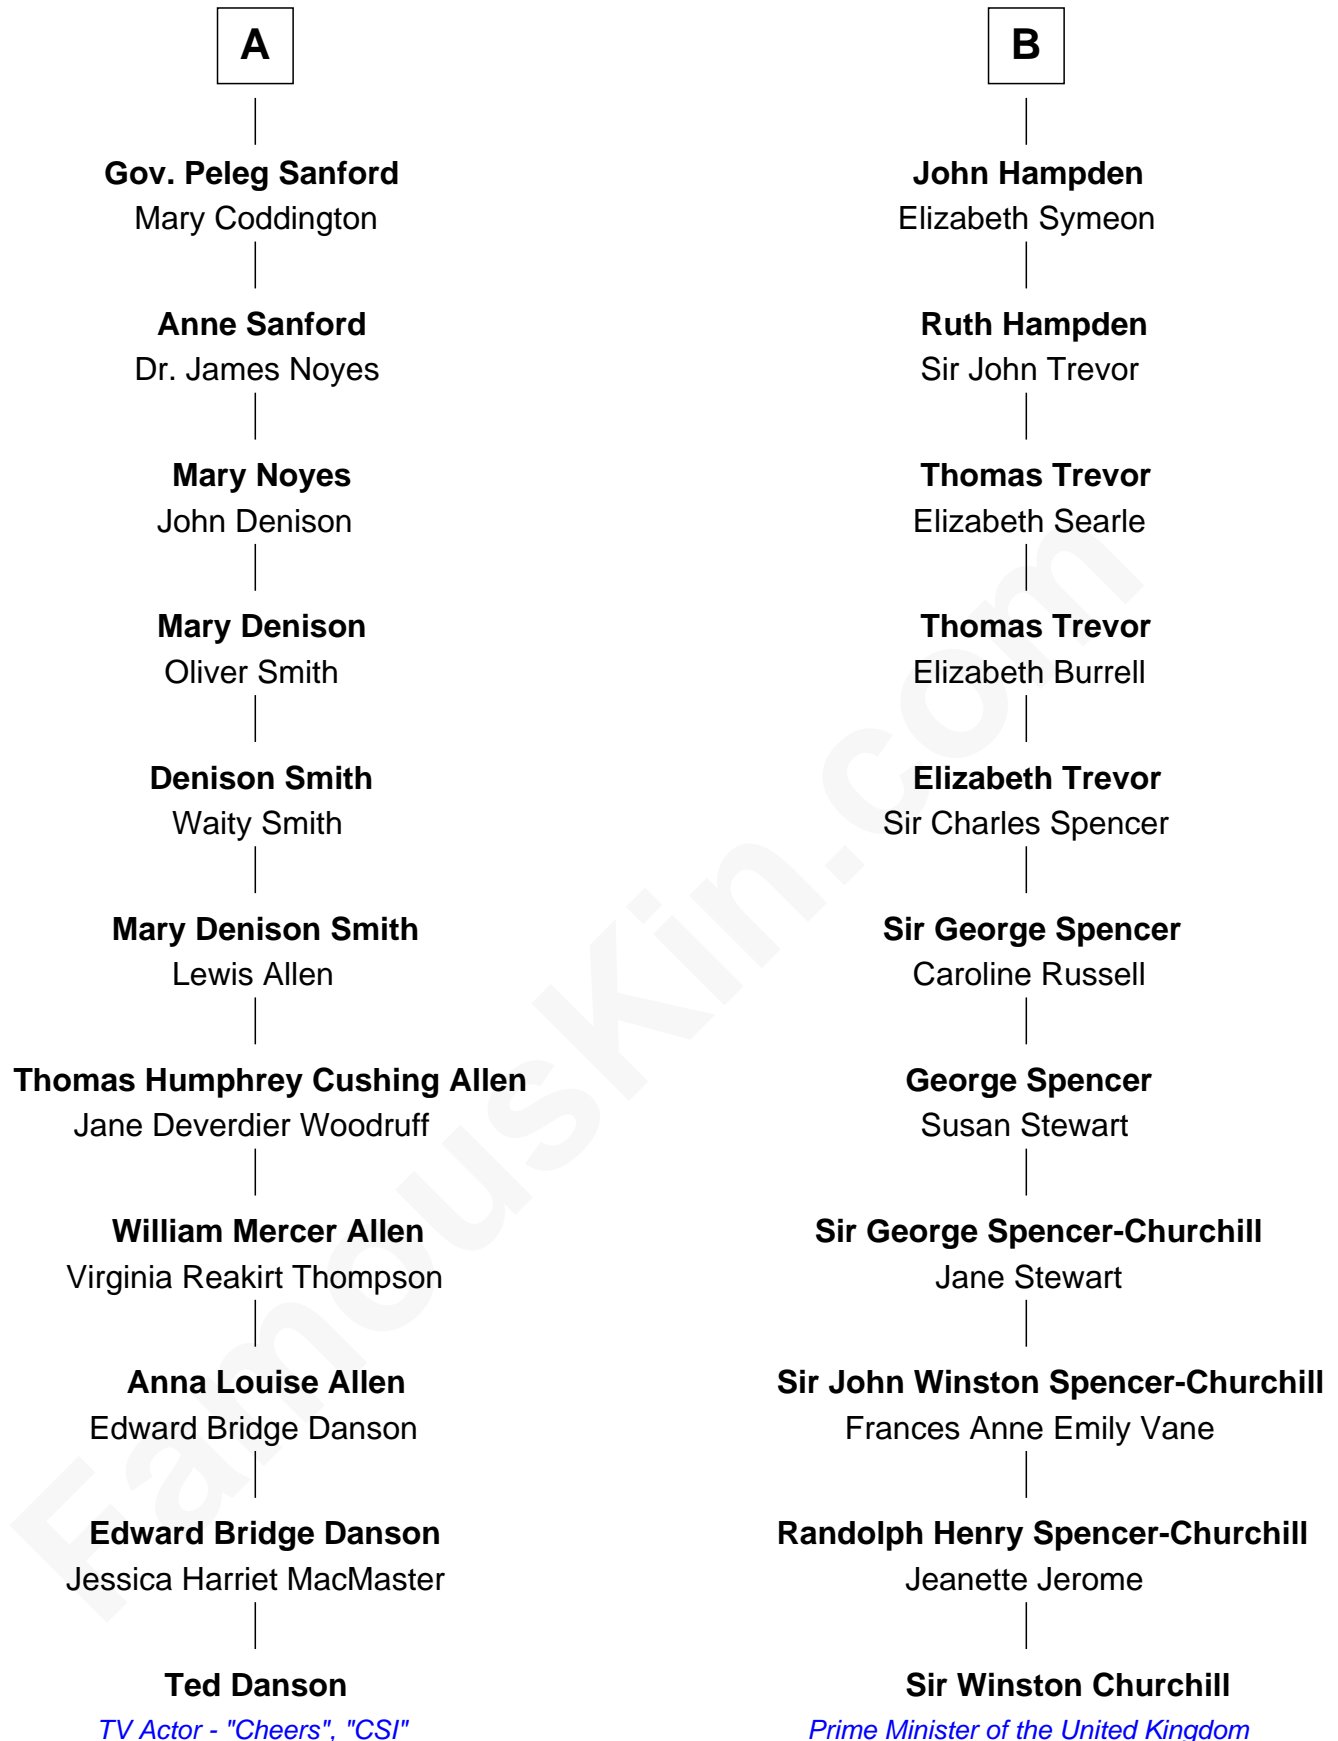 A
Gov. Peleg Sanford
Mary Coddington
Anne Sanford
Dr. James Noyes
Mary Noyes
John Denison
Mary Denison
Oliver Smith
Denison Smith
Waity Smith
Mary Denison Smith
Lewis Allen
Thomas Humphrey Cushing Allen
Jane Deverdier Woodruff
William Mercer Allen
Virginia Reakirt Thompson
Anna Louise Allen
Edward Bridge Danson
Edward Bridge Danson
Jessica Harriet MacMaster
Ted Danson
TV Actor - "Cheers", "CSI"
B
John Hampden
Elizabeth Symeon
Ruth Hampden
Sir John Trevor
Thomas Trevor
Elizabeth Searle
Thomas Trevor
Elizabeth Burrell
Elizabeth Trevor
Sir Charles Spencer
Sir George Spencer
Caroline Russell
George Spencer
Susan Stewart
Sir George Spencer-Churchill
Jane Stewart
Sir John Winston Spencer-Churchill
Frances Anne Emily Vane
Randolph Henry Spencer-Churchill
Jeanette Jerome
Sir Winston Churchill
Prime Minister of the United Kingdom
FamousKin.com